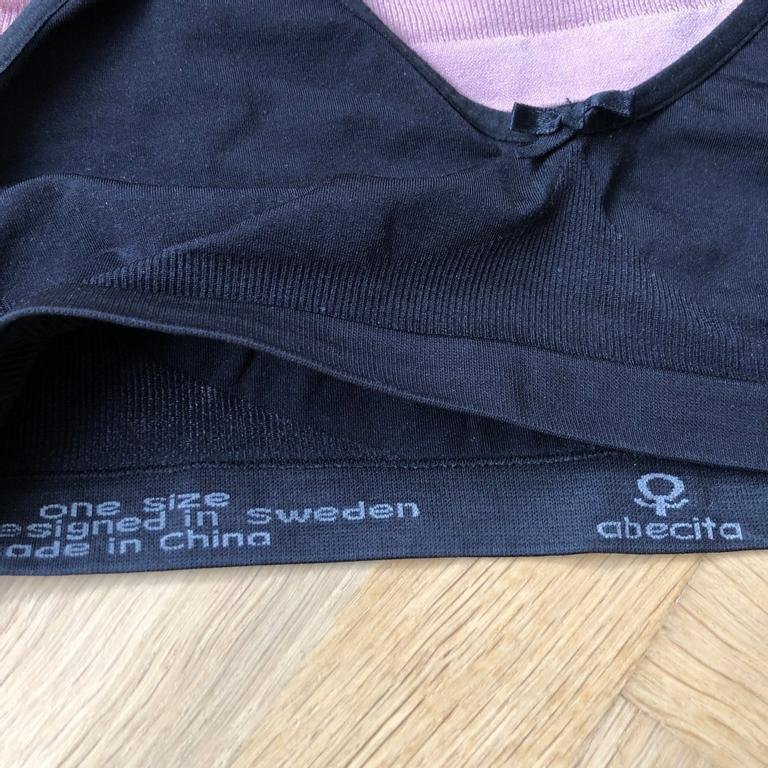 one size
esigned in Sweden
ade in China
abecita